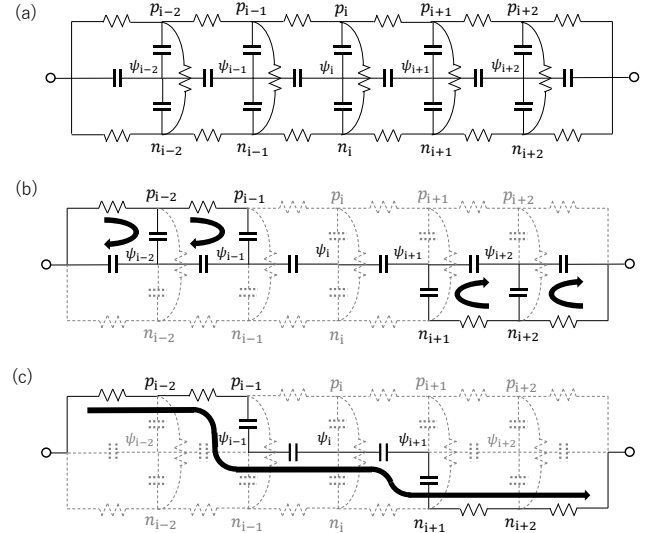 (a)
p_{i−2} p_{i−1} p_i p_{i+1} p_{i+2}
ψ_{i−2} ψ_{i−1} ψ_i ψ_{i+1} ψ_{i+2}
n_{i−2} n_{i−1} n_i n_{i+1} n_{i+2}
(b)
p_{i−2} p_{i−1} p_i p_{i+1} p_{i+2}
ψ_{i−2} ψ_{i−1} ψ_i ψ_{i+1} ψ_{i+2}
n_{i−2} n_{i−1} n_i n_{i+1} n_{i+2}
(c)
p_{i−2} p_{i−1} p_i p_{i+1} p_{i+2}
ψ_{i−2} ψ_{i−1} ψ_i ψ_{i+1} ψ_{i+2}
n_{i−2} n_{i−1} n_i n_{i+1} n_{i+2}